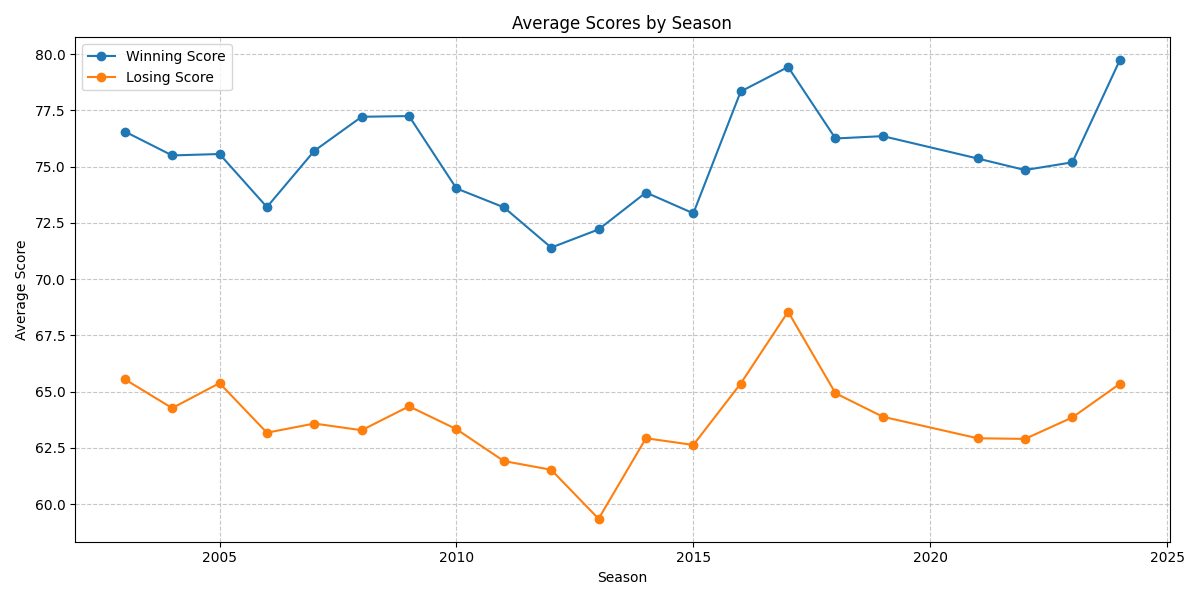 Average Scores by Season
Winning Score
Losing Score
80.0
77.5
75.0
72.5
70.0
67.5
65.0
62.5
60.0
Average Score
2005 2010 2015 2020 2025
Season